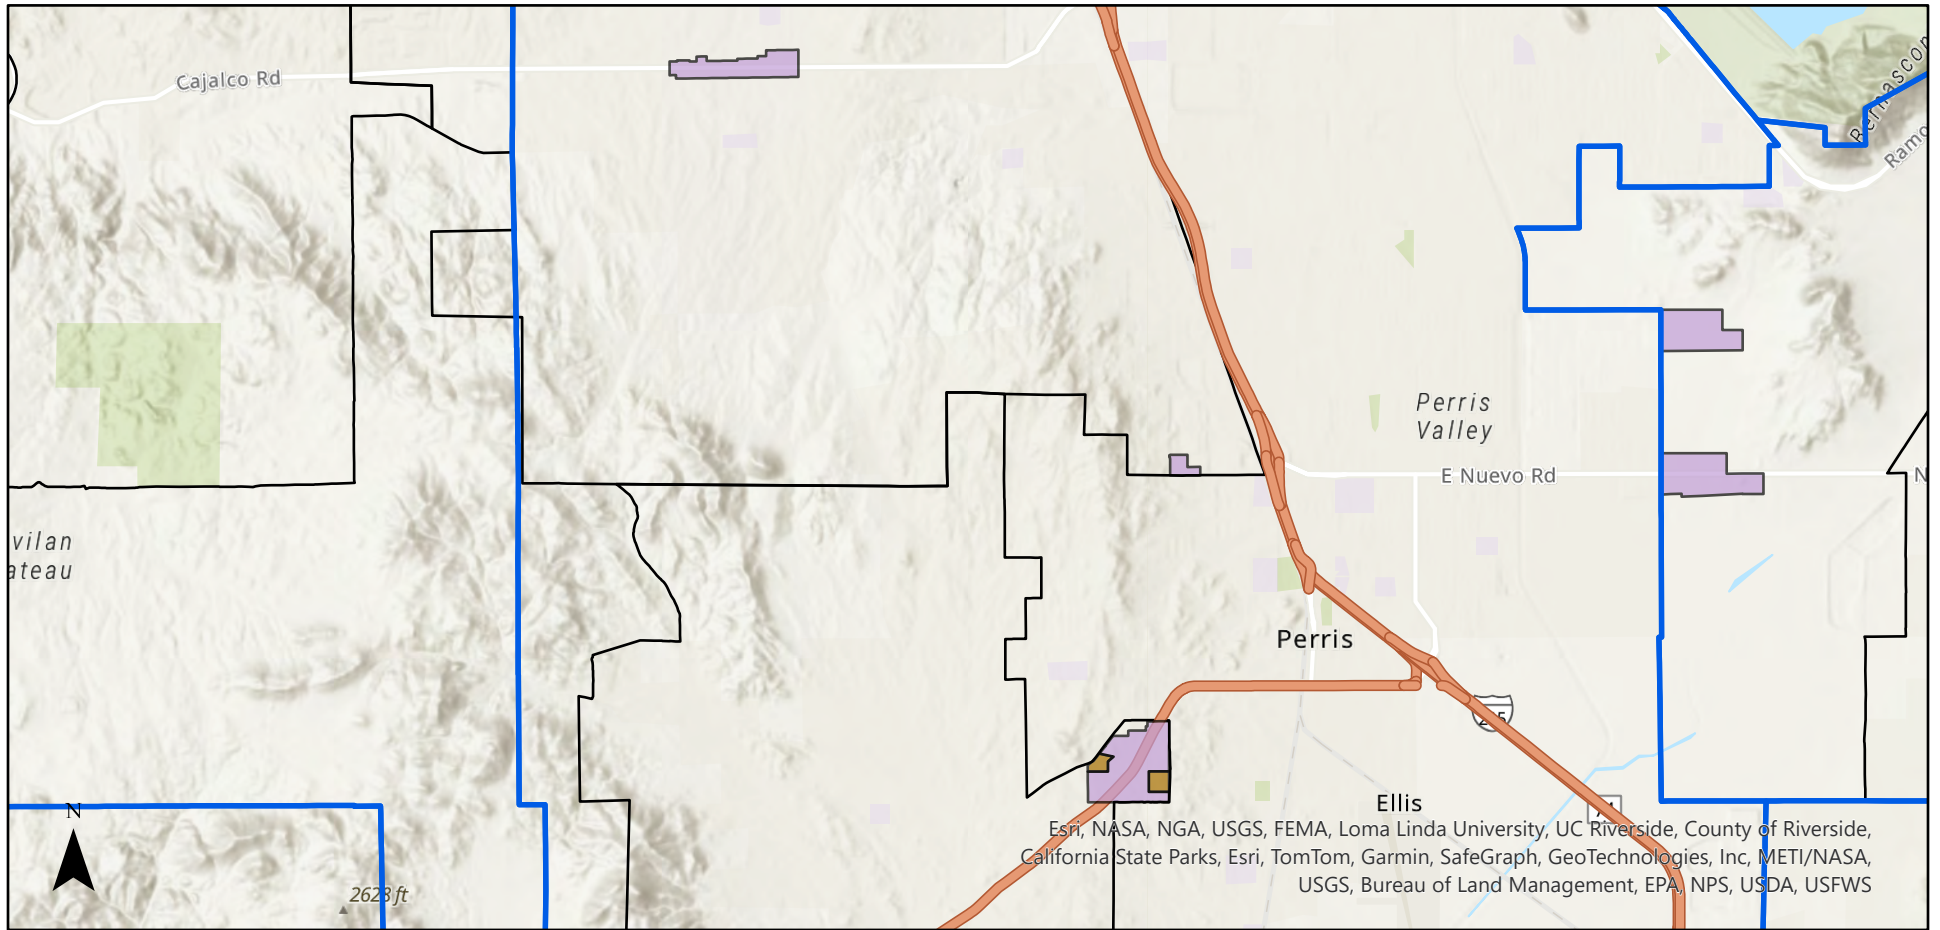 Cajalco Rd
Ramo
Perris
Valley
E Nuevo Rd
N
vilan
ateau
Perris
Ellis
N
2623 ft
74
Esri, NASA, NGA, USGS, FEMA, Loma Linda University, UC Riverside, County of Riverside,
California State Parks, Esri, TomTom, Garmin, SafeGraph, GeoTechnologies, Inc, METI/NASA,
USGS, Bureau of Land Management, EPA, NPS, USDA, USFWS